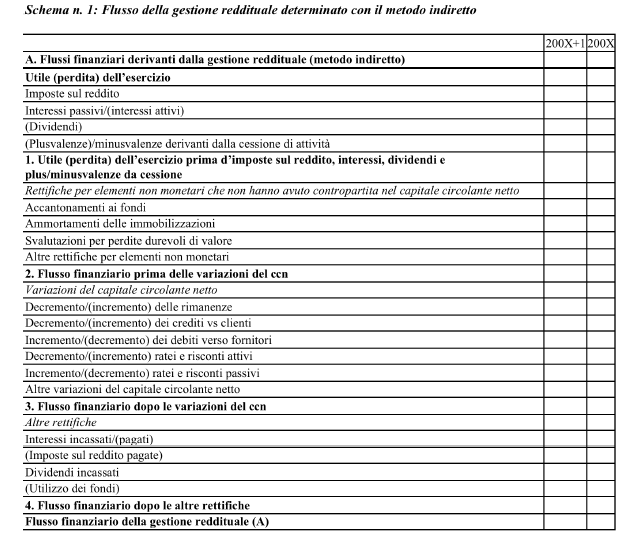 Schema n. 1: Flusso della gestione reddituale determinato con il metodo indiretto
200X+1 200X
A. Flussi finanziari derivanti dalla gestione reddituale (metodo indiretto)
Utile (perdita) dell'esercizio
Imposte sul reddito
Interessi passivi/(interessi attivi)
(Dividendi)
(Plusvalenze)/minusvalenze derivanti dalla cessione di attività
1. Utile (perdita) dell'esercizio prima d'imposte sul reddito, interessi, dividendi e
plus/minusvalenze da cessione
Rettifiche per elementi non monetari che non hanno avuto contropartita nel capitale circolante netto
Accantonamenti ai fondi
Ammortamenti delle immobilizzazioni
Svalutazioni per perdite durevoli di valore
Altre rettifiche per elementi non monetari
2. Flusso finanziario prima delle variazioni del ccn
Variazioni del capitale circolante netto
Decremento/(incremento) delle rimanenze
Decremento/(incremento) dei crediti vs clienti
Incremento/(decremento) dei debiti verso fornitori
Decremento/(incremento) ratei e risconti attivi
Incremento/(decremento) ratei e risconti passivi
Altre variazioni del capitale circolante netto
3. Flusso finanziario dopo le variazioni del ccn
Altre rettifiche
Interessi incassati/(pagati)
(Imposte sul reddito pagate)
Dividendi incassati
(Utilizzo dei fondi)
4. Flusso finanziario dopo le altre rettifiche
Flusso finanziario della gestione reddituale (A)